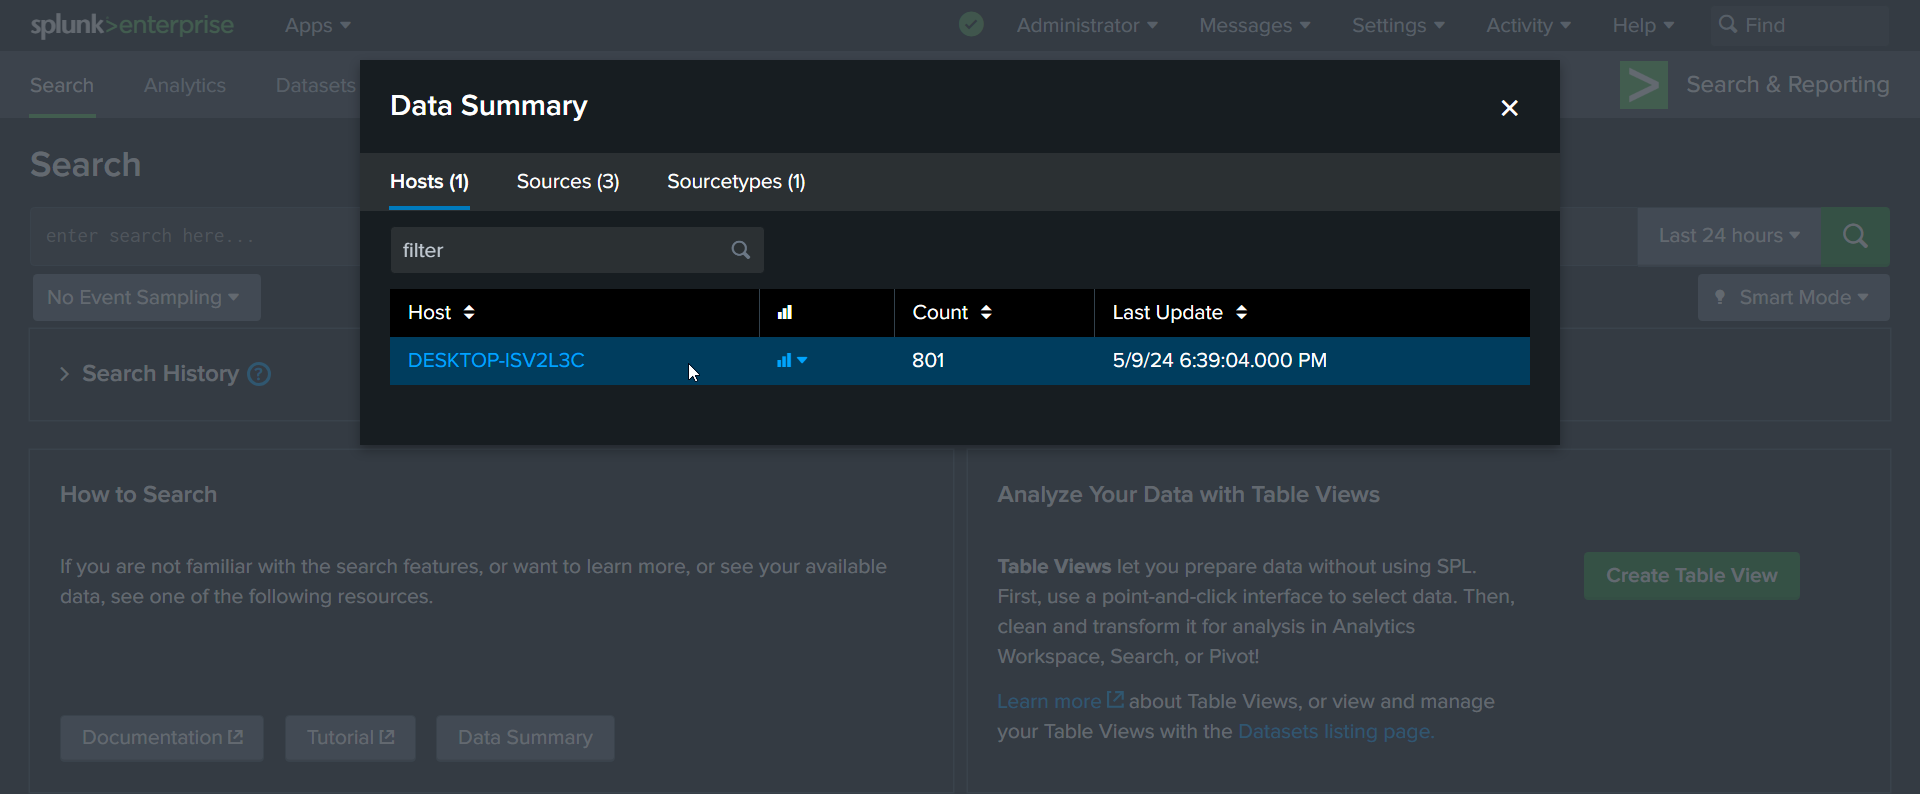 splunk>enterprise Apps Administrator Messages Settings Activity Help Find
Search Analytics Datasets Search & Reporting
Data Summary
Search
Hosts (1) Sources (3) Sourcetypes (1)
enter search here... Last 24 hours
filter
No Event Sampling Smart Mode
Host Count Last Update
DESKTOP-ISV2L3C 801 5/9/24 6:39:04.000 PM
Search History ?
How to Search
If you are not familiar with the search features, or want to learn more, or see your available
data, see one of the following resources.
Documentation Tutorial Data Summary
Analyze Your Data with Table Views
Table Views let you prepare data without using SPL.
First, use a point-and-click interface to select data. Then,
clean and transform it for analysis in Analytics
Workspace, Search, or Pivot!
Create Table View
Learn more about Table Views, or view and manage
your Table Views with the Datasets listing page.